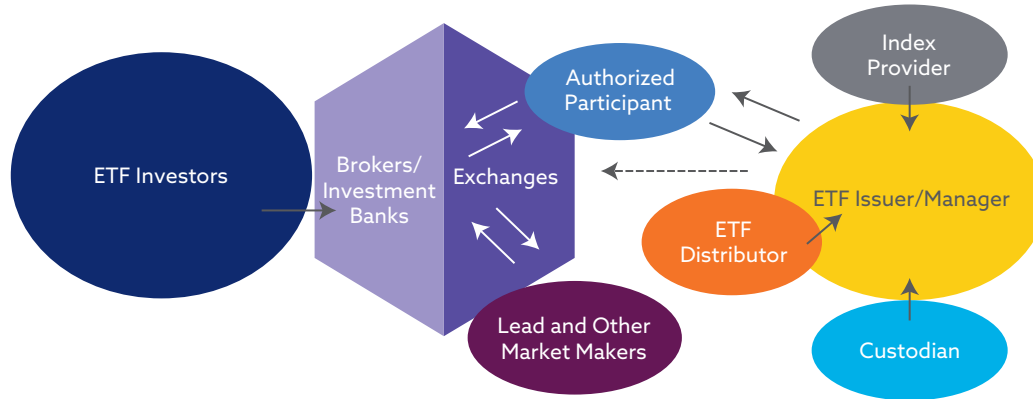 ETF Investors
Brokers/
Investment
Banks
Exchanges
Authorized
Participant
Lead and Other
Market Makers
Index
Provider
ETF Issuer/Manager
ETF
Distributor
Custodian